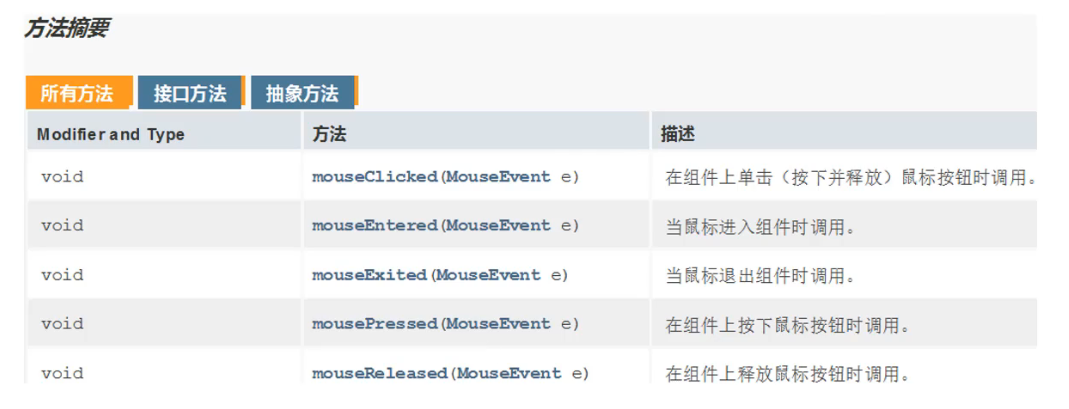 方法摘要
所有方法 接口方法 抽象方法
Modifier and Type 方法 描述
void mouseClicked(MouseEvent e) 在组件上单击（按下并释放）鼠标按钮时调用。
void mouseEntered(MouseEvent e) 当鼠标进入组件时调用。
void mouseExited(MouseEvent e) 当鼠标退出组件时调用。
void mousePressed(MouseEvent e) 在组件上按下鼠标按钮时调用。
void mouseReleased(MouseEvent e) 在组件上释放鼠标按钮时调用。